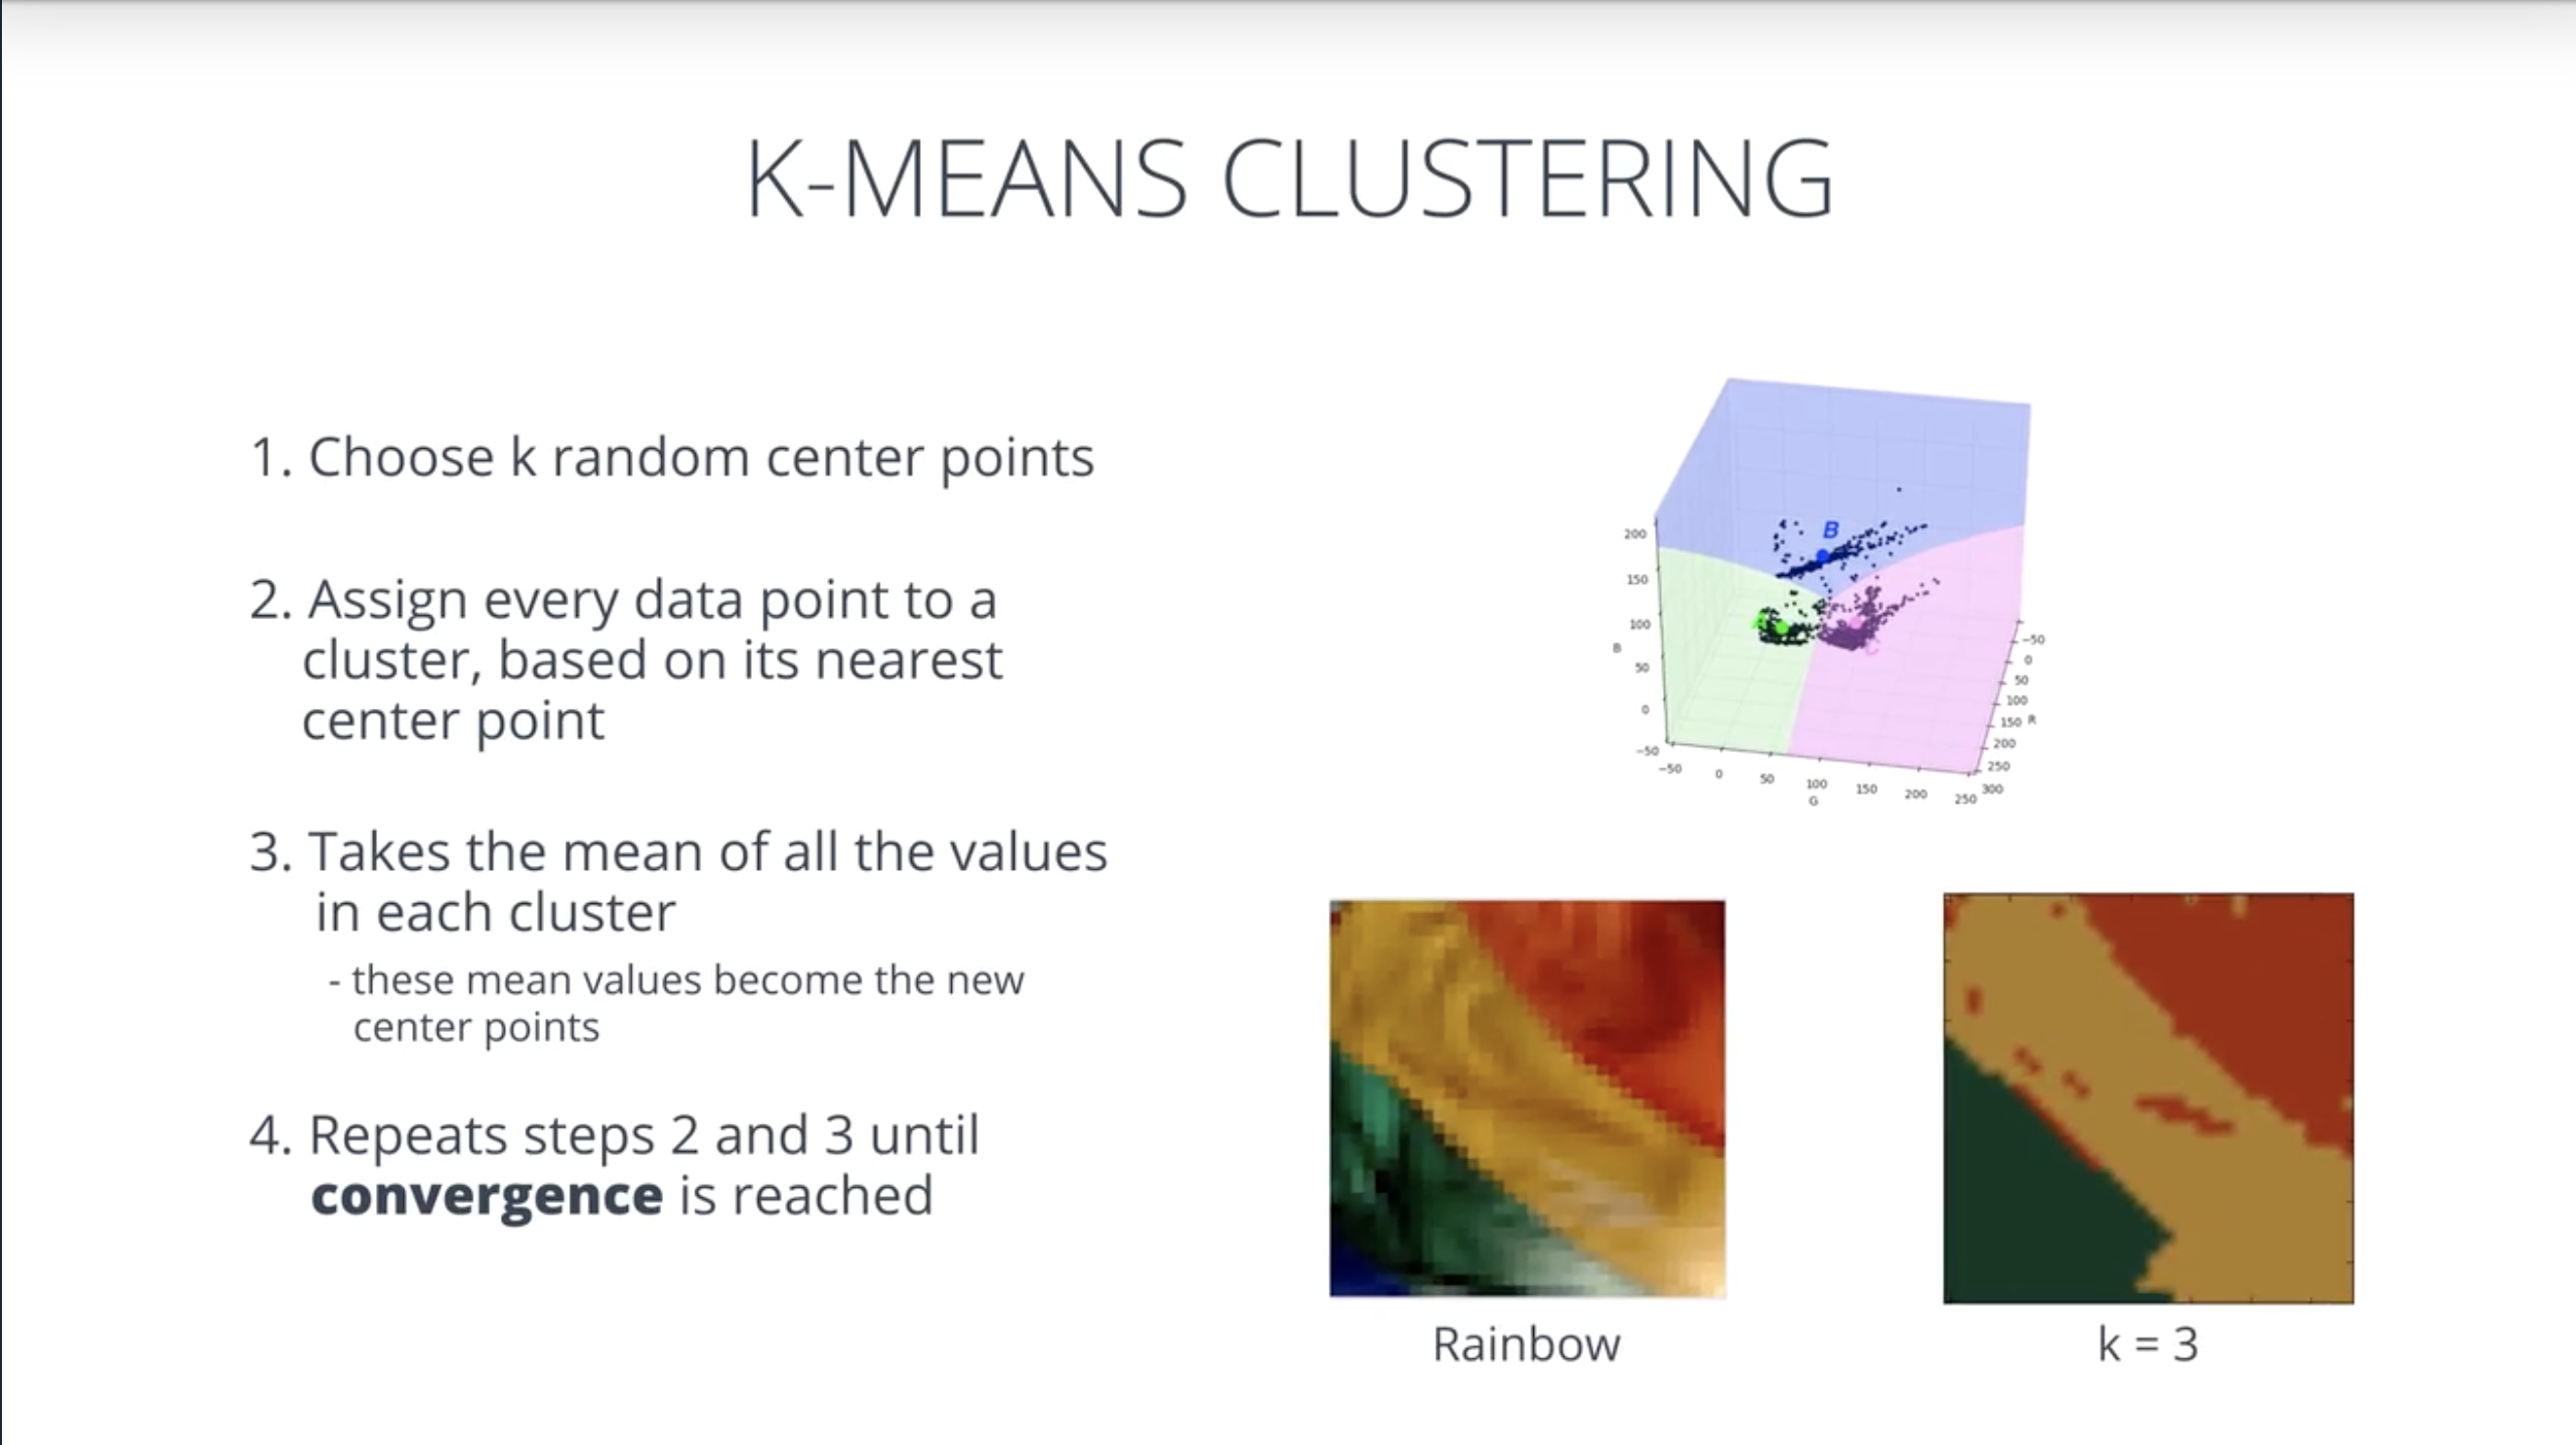 K-MEANS CLUSTERING
1. Choose k random center points
2. Assign every data point to a
cluster, based on its nearest
center point
3. Takes the mean of all the values
in each cluster
- these mean values become the new
center points
4. Repeats steps 2 and 3 until
convergence is reached
B
C
200
150
100
50
0
-50
B
-50
0
50
100
150
200
250
G
-50
0
50
100
150
200
250
300
R
Rainbow
k = 3